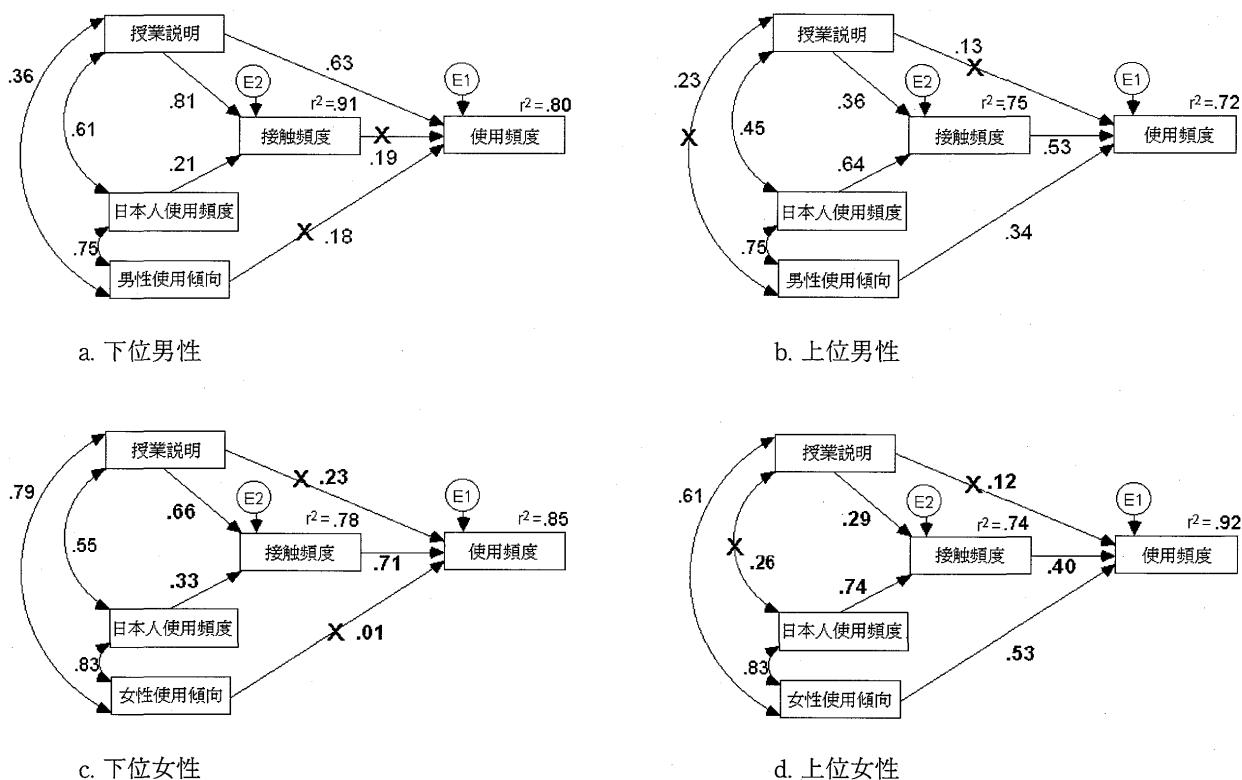 授業説明
.36
.63
E2
E1
.81
r²=.91
r²=.80
.61
接触頻度
使用頻度
.19
.21
日本人使用頻度
.75
.18
男性使用傾向
a. 下位男性
授業説明
.23
.13
E2
E1
.36
r²=.75
r²=.72
.45
接触頻度
使用頻度
.53
.64
日本人使用頻度
.75
.34
男性使用傾向
b. 上位男性
授業説明
.79
.23
E2
E1
.66
r²=.78
r²=.85
.55
接触頻度
使用頻度
.71
.33
日本人使用頻度
.83
.01
女性使用傾向
c. 下位女性
授業説明
.61
.12
E2
E1
.29
r²=.74
r²=.92
.26
接触頻度
使用頻度
.40
.74
日本人使用頻度
.83
.53
女性使用傾向
d. 上位女性